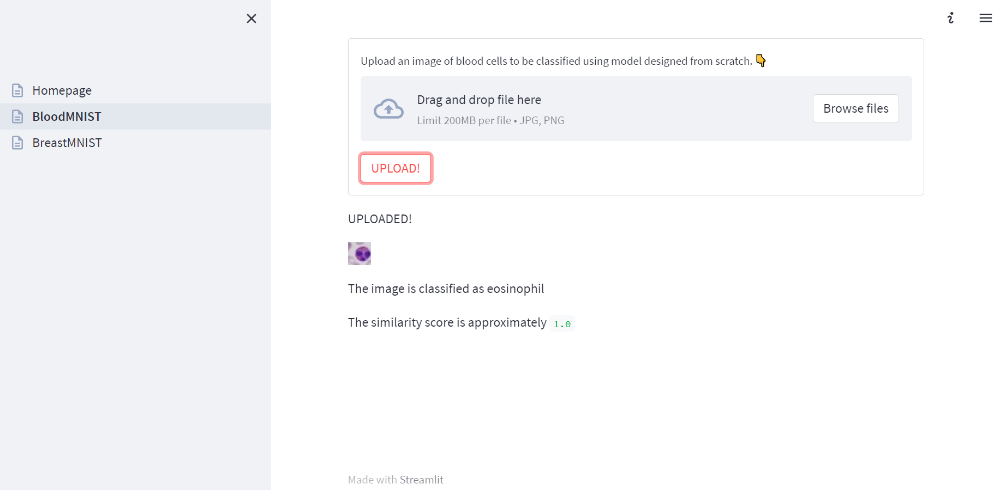 Homepage
BloodMNIST
BreastMNIST
Upload an image of blood cells to be classified using model designed from scratch. 👇
Drag and drop file here
Limit 200MB per file • JPG, PNG
Browse files
UPLOAD!
UPLOADED!
The image is classified as eosinophil
The similarity score is approximately 1.0
Made with Streamlit